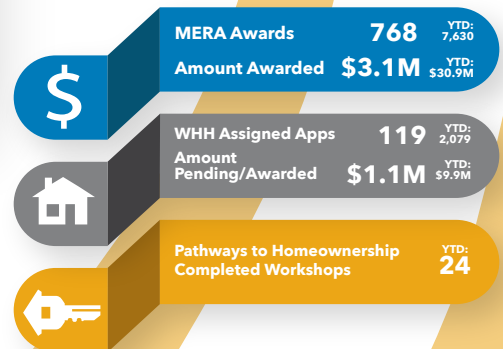 MERA Awards 768 YTD: 7,630
Amount Awarded $3.1M YTD: $30.9M
WHH Assigned Apps 119 YTD: 2,079
Amount
Pending/Awarded $1.1M YTD: $9.9M
Pathways to Homeownership YTD:
Completed Workshops 24